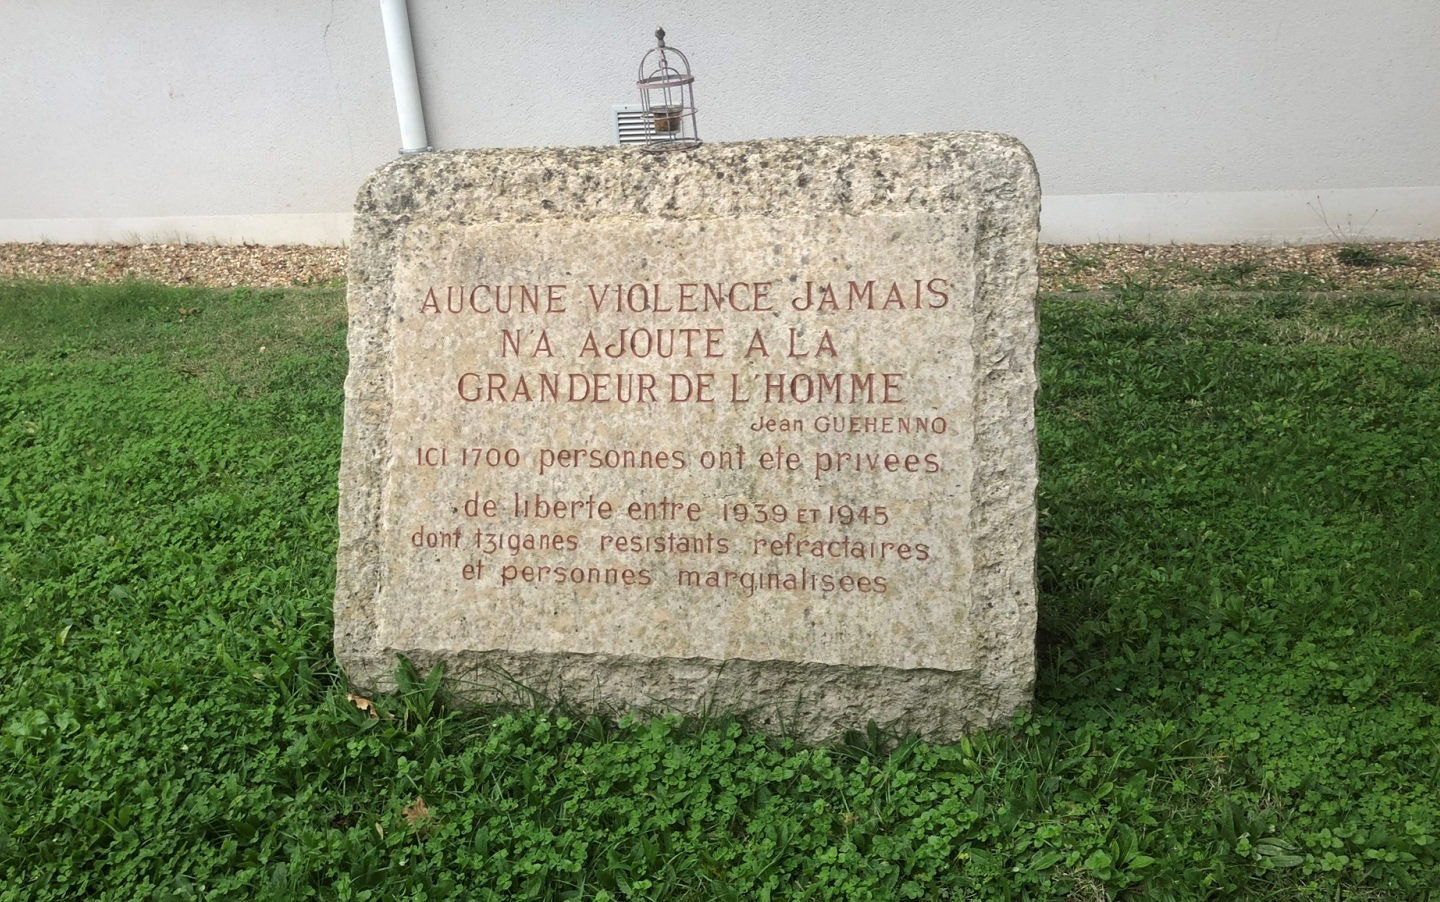 AUCUNE VIOLENCE JAMAIS
N'A AJOUTE A LA
GRANDEUR DE L'HOMME
Jean GUEHENNO
ICI 1700 personnes ont ete privees
de liberte entre 1939 ET 1945
dont tziganes resistants refractaires
et personnes marginalisees